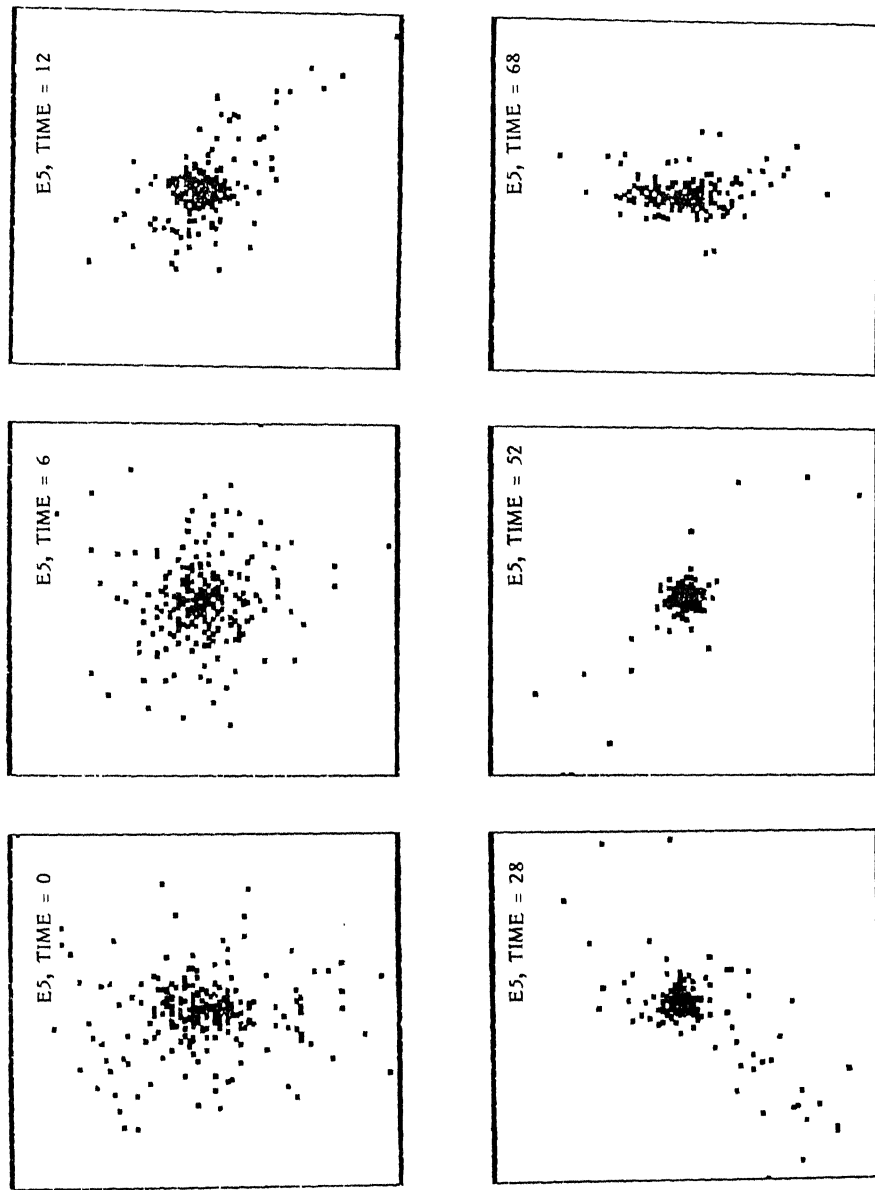 E5, TIME = 0
E5, TIME = 6
E5, TIME = 12
E5, TIME = 28
E5, TIME = 52
E5, TIME = 68